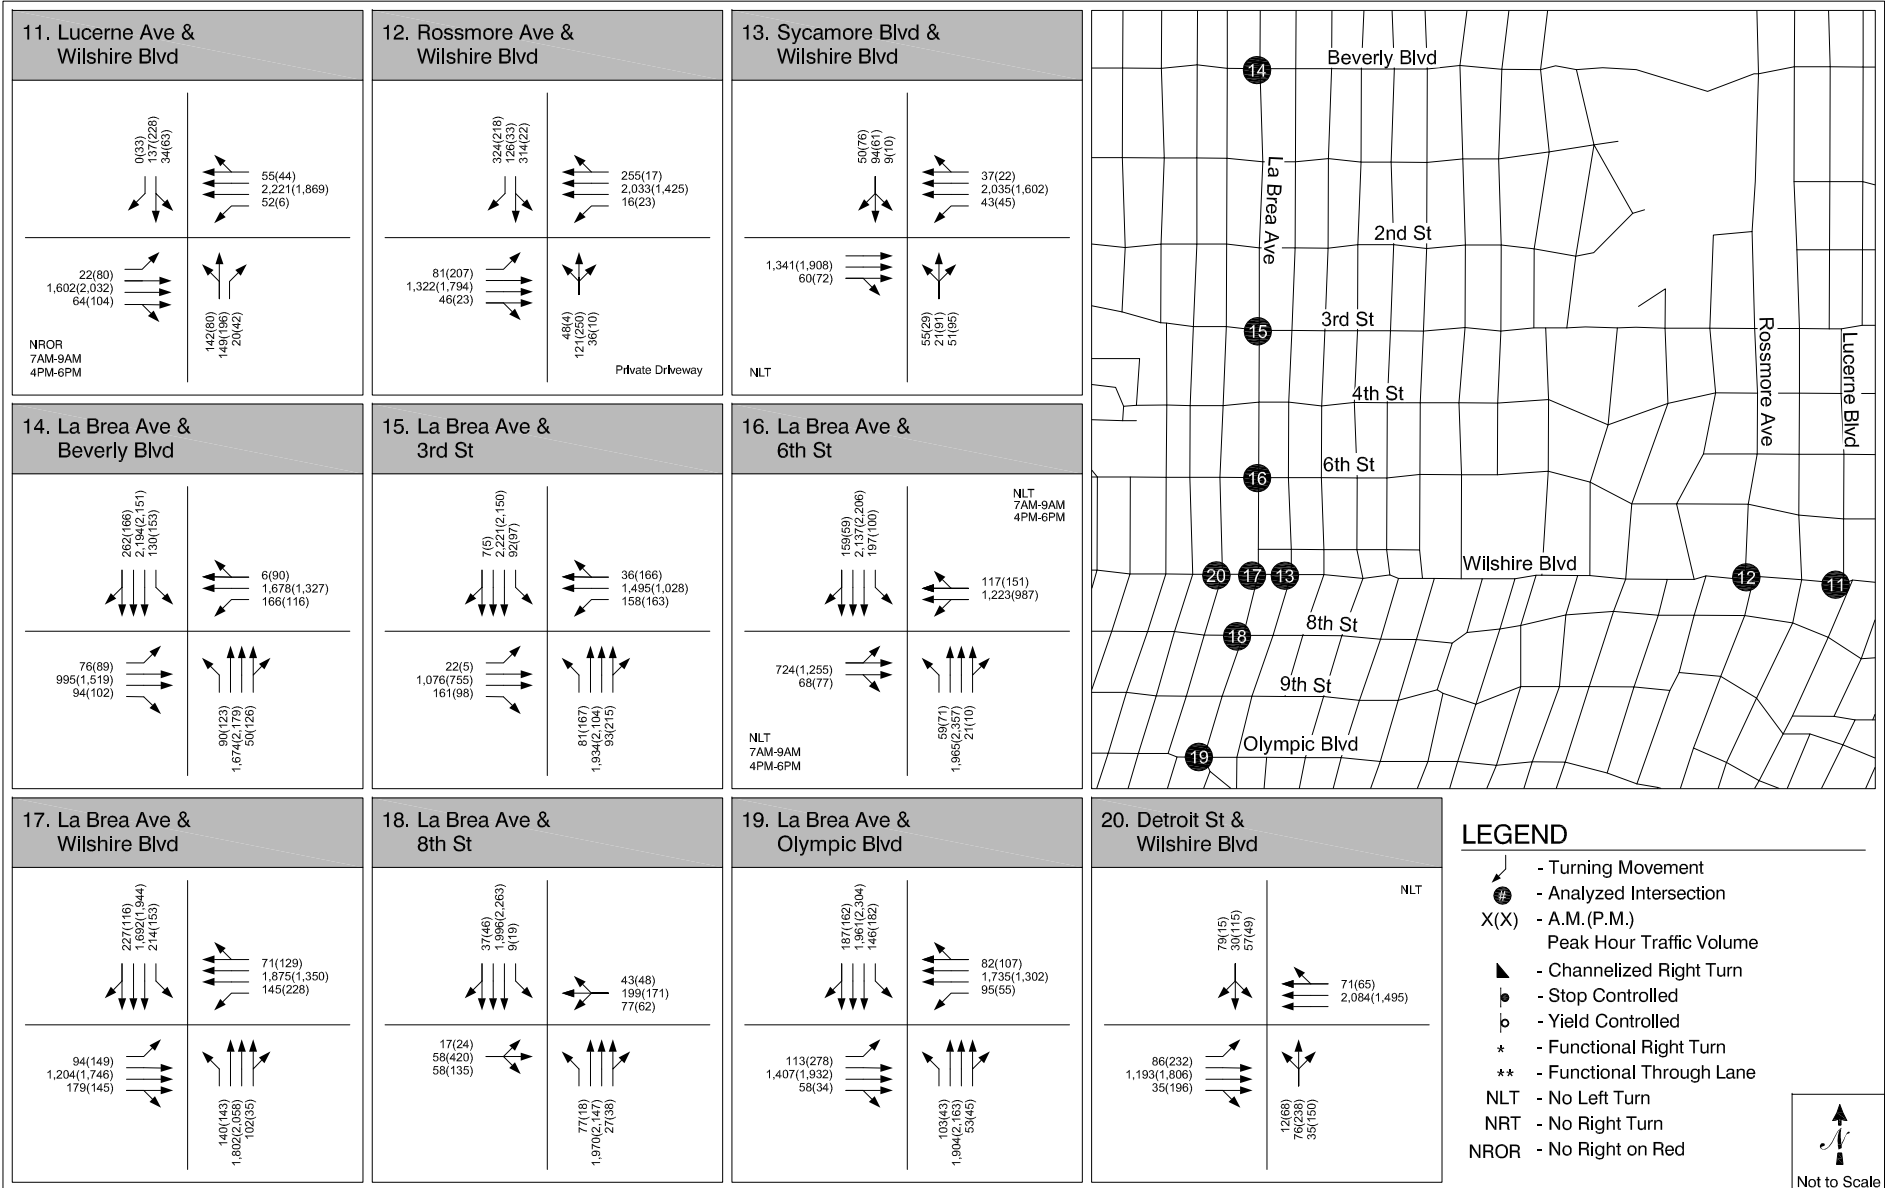 11. Lucerne Ave &
Wilshire Blvd
0(33)
137(228)
34(63)
55(44)
2,221(1,869)
52(6)
22(80)
1,602(2,032)
64(104)
142(80)
149(196)
20(42)
NROR
7AM-9AM
4PM-6PM
12. Rossmore Ave &
Wilshire Blvd
324(218)
126(33)
314(22)
255(17)
2,033(1,425)
16(23)
81(207)
1,322(1,794)
46(23)
48(4)
121(250)
36(10)
Private Driveway
13. Sycamore Blvd &
Wilshire Blvd
50(76)
94(61)
9(10)
37(22)
2,035(1,602)
43(45)
1,341(1,908)
60(72)
55(29)
21(91)
51(95)
NLT
14. La Brea Ave &
Beverly Blvd
262(166)
2,194(2,151)
130(153)
6(90)
1,678(1,327)
166(116)
76(89)
995(1,519)
94(102)
90(123)
1,674(2,179)
50(126)
15. La Brea Ave &
3rd St
7(5)
2,221(2,150)
92(97)
36(166)
1,495(1,028)
158(163)
22(5)
1,076(755)
161(98)
81(167)
1,934(2,104)
93(215)
16. La Brea Ave &
6th St
NLT
7AM-9AM
4PM-6PM
159(59)
2,137(2,206)
197(100)
117(151)
1,223(987)
724(1,255)
68(77)
59(71)
1,965(2,357)
21(10)
NLT
7AM-9AM
4PM-6PM
17. La Brea Ave &
Wilshire Blvd
227(116)
1,692(1,944)
214(153)
71(129)
1,875(1,350)
145(228)
94(149)
1,204(1,746)
179(145)
140(143)
1,802(2,058)
102(35)
18. La Brea Ave &
8th St
37(46)
1,996(2,263)
9(19)
43(48)
199(171)
77(62)
17(24)
58(420)
58(135)
77(18)
1,970(2,147)
27(38)
19. La Brea Ave &
Olympic Blvd
187(162)
1,961(2,304)
146(182)
82(107)
1,735(1,302)
95(55)
113(278)
1,407(1,932)
58(34)
103(43)
1,904(2,163)
53(45)
20. Detroit St &
Wilshire Blvd
NLT
79(15)
30(115)
57(49)
71(65)
2,084(1,495)
86(232)
1,193(1,806)
35(196)
12(68)
76(238)
35(150)
14
Beverly Blvd
La Brea Ave
2nd St
15
3rd St
Rossmore Ave
Lucerne Blvd
4th St
16
6th St
Wilshire Blvd
20
17
13
12
11
18
8th St
9th St
19
Olympic Blvd
LEGEND
- Turning Movement
# - Analyzed Intersection
X(X) - A.M.(P.M.)
Peak Hour Traffic Volume
- Channelized Right Turn
- Stop Controlled
- Yield Controlled
* - Functional Right Turn
** - Functional Through Lane
NLT - No Left Turn
NRT - No Right Turn
NROR - No Right on Red
N
Not to Scale